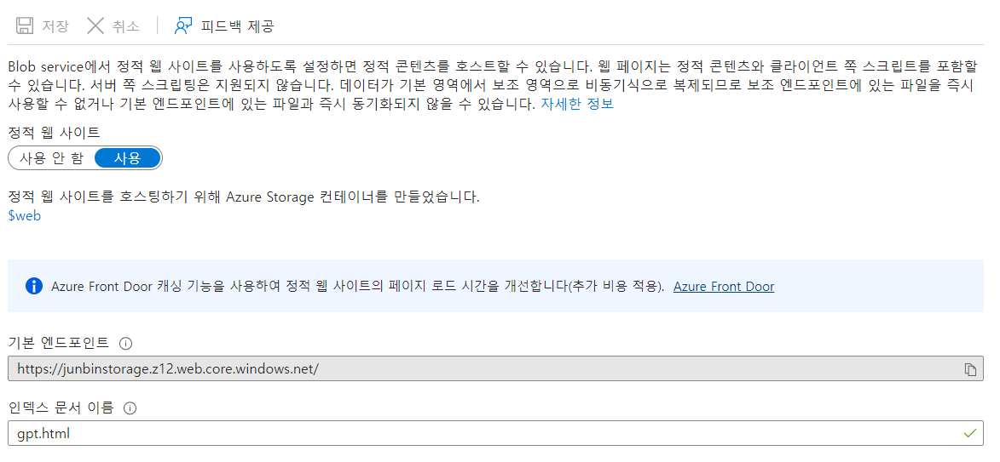 저장 취소 피드백 제공
Blob service에서 정적 웹 사이트를 사용하도록 설정하면 정적 콘텐츠를 호스트할 수 있습니다. 웹 페이지는 정적 콘텐츠와 클라이언트 쪽 스크립트를 포함할
수 있습니다. 서버 쪽 스크립팅은 지원되지 않습니다. 데이터가 기본 영역에서 보조 영역으로 비동기식으로 복제되므로 보조 엔드포인트에 있는 파일을 즉시
사용할 수 없거나 기본 엔드포인트에 있는 파일과 즉시 동기화되지 않을 수 있습니다. 자세한 정보
정적 웹 사이트
사용 안 함 사용
정적 웹 사이트를 호스팅하기 위해 Azure Storage 컨테이너를 만들었습니다.
$web
Azure Front Door 캐싱 기능을 사용하여 정적 웹 사이트의 페이지 로드 시간을 개선합니다(추가 비용 적용). Azure Front Door
기본 엔드포인트
https://junbinstorage.z12.web.core.windows.net/
인덱스 문서 이름
gpt.html